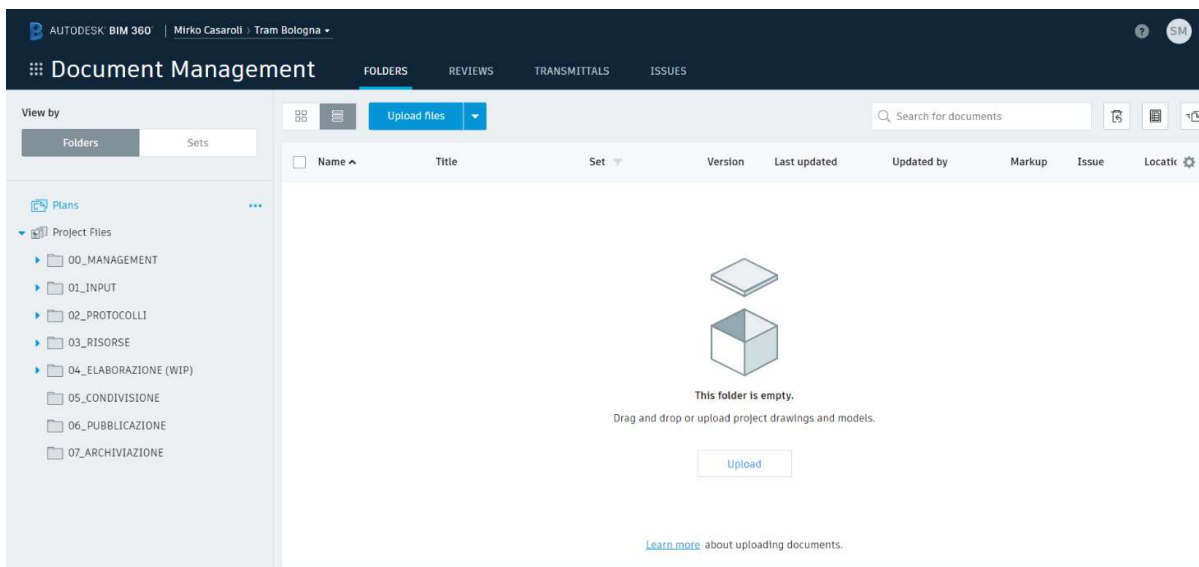 AUTODESK® BIM 360® Mirko Casaroli > Tram Bologna
SM
Document Management FOLDERS REVIEWS TRANSMITTALS ISSUES
View by
Folders Sets
Upload files
Search for documents
Name Title Set Version Last updated Updated by Markup Issue Locatic
Plans
Project Files
00_MANAGEMENT
01_INPUT
02_PROTOCOLLI
03_RISORSE
04_ELABORAZIONE (WIP)
05_CONDIVISIONE
06_PUBBLICAZIONE
07_ARCHIVIAZIONE
This folder is empty.
Drag and drop or upload project drawings and models.
Upload
Learn more about uploading documents.